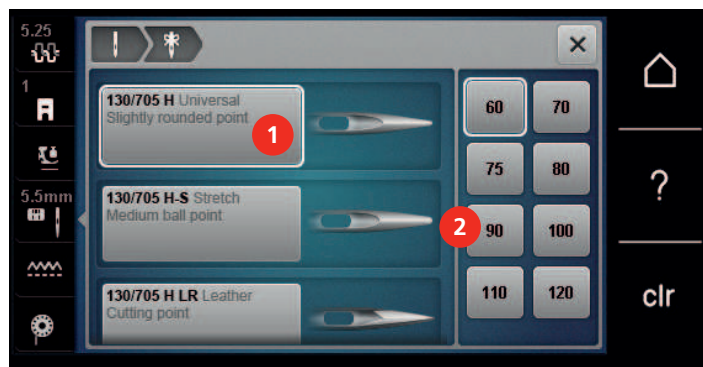 5.25
1
5.5mm
130/705 H Universal
Slightly rounded point
1
130/705 H-S Stretch
Medium ball point
2
130/705 H LR Leather
Cutting point
60 70
75 80
90 100
110 120
?
clr